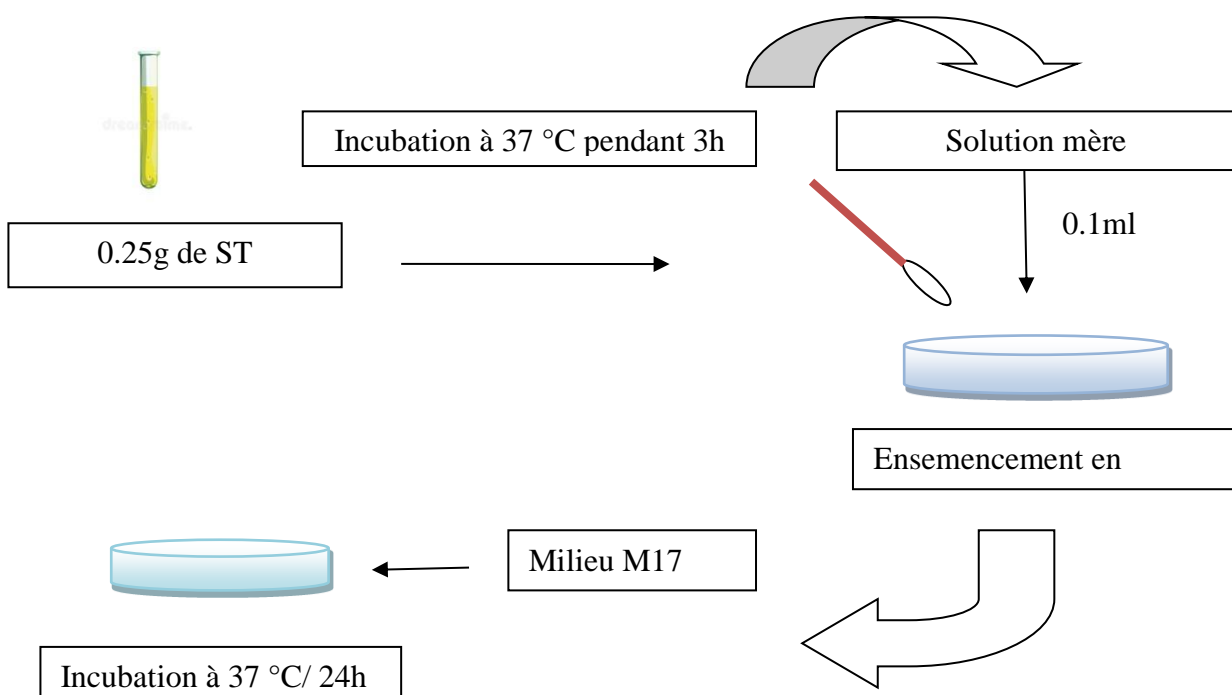 Incubation à 37 °C pendant 3h
Solution mère
0.25g de ST
0.1ml
Ensemencement en
Milieu M17
Incubation à 37 °C/ 24h